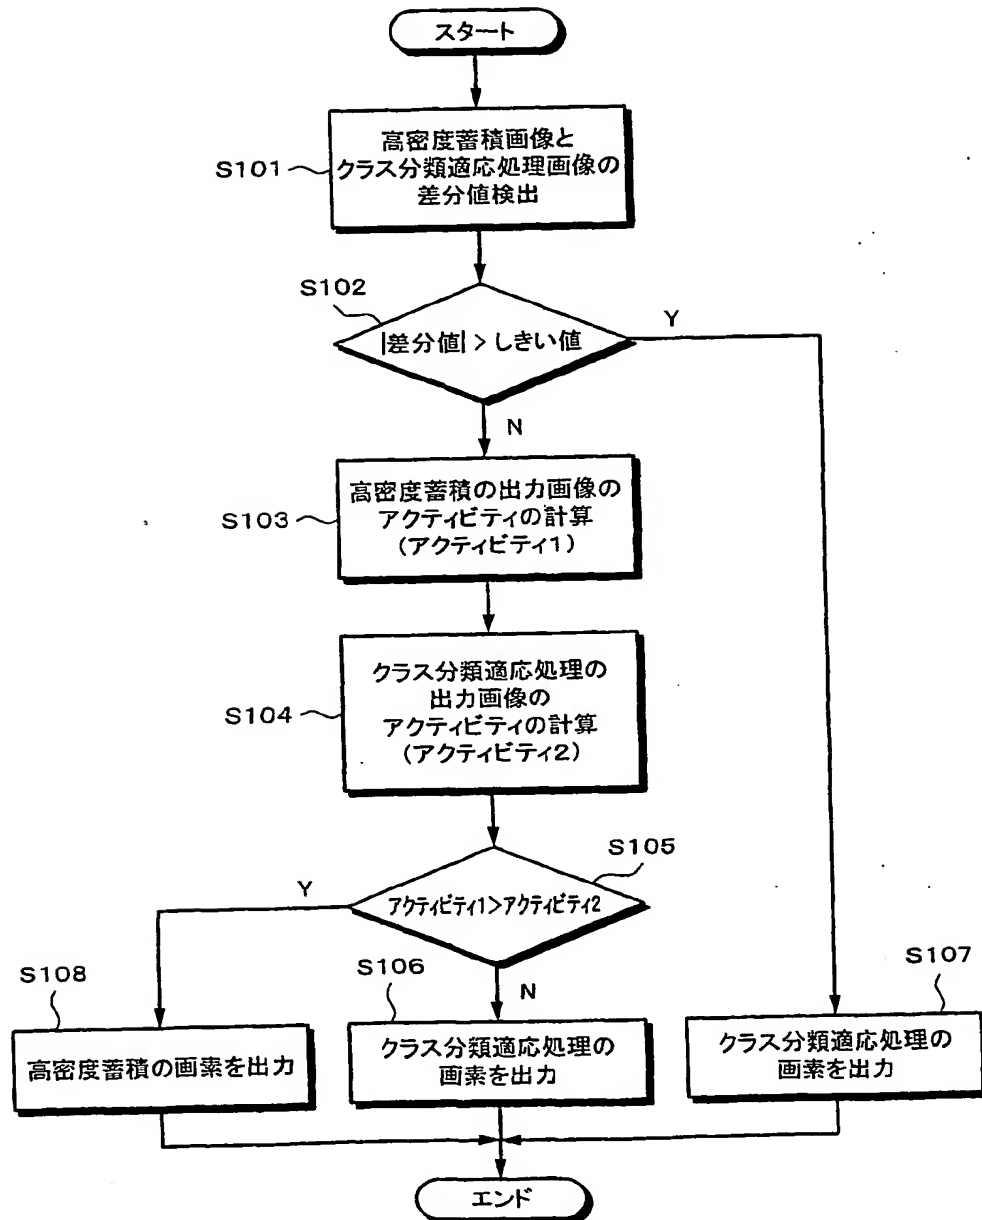 スタート
S101
高密度蓄積画像と
クラス分類適応処理画像の
差分値検出
S102
|差分値| > しきい値
Y
N
S103
高密度蓄積の出力画像の
アクティビティの計算
(アクティビティ1)
S104
クラス分類適応処理の
出力画像の
アクティビティの計算
(アクティビティ2)
S105
アクティビティ1>アクティビティ2
Y
N
S108
高密度蓄積の画素を出力
S106
クラス分類適応処理の
画素を出力
S107
クラス分類適応処理の
画素を出力
エンド